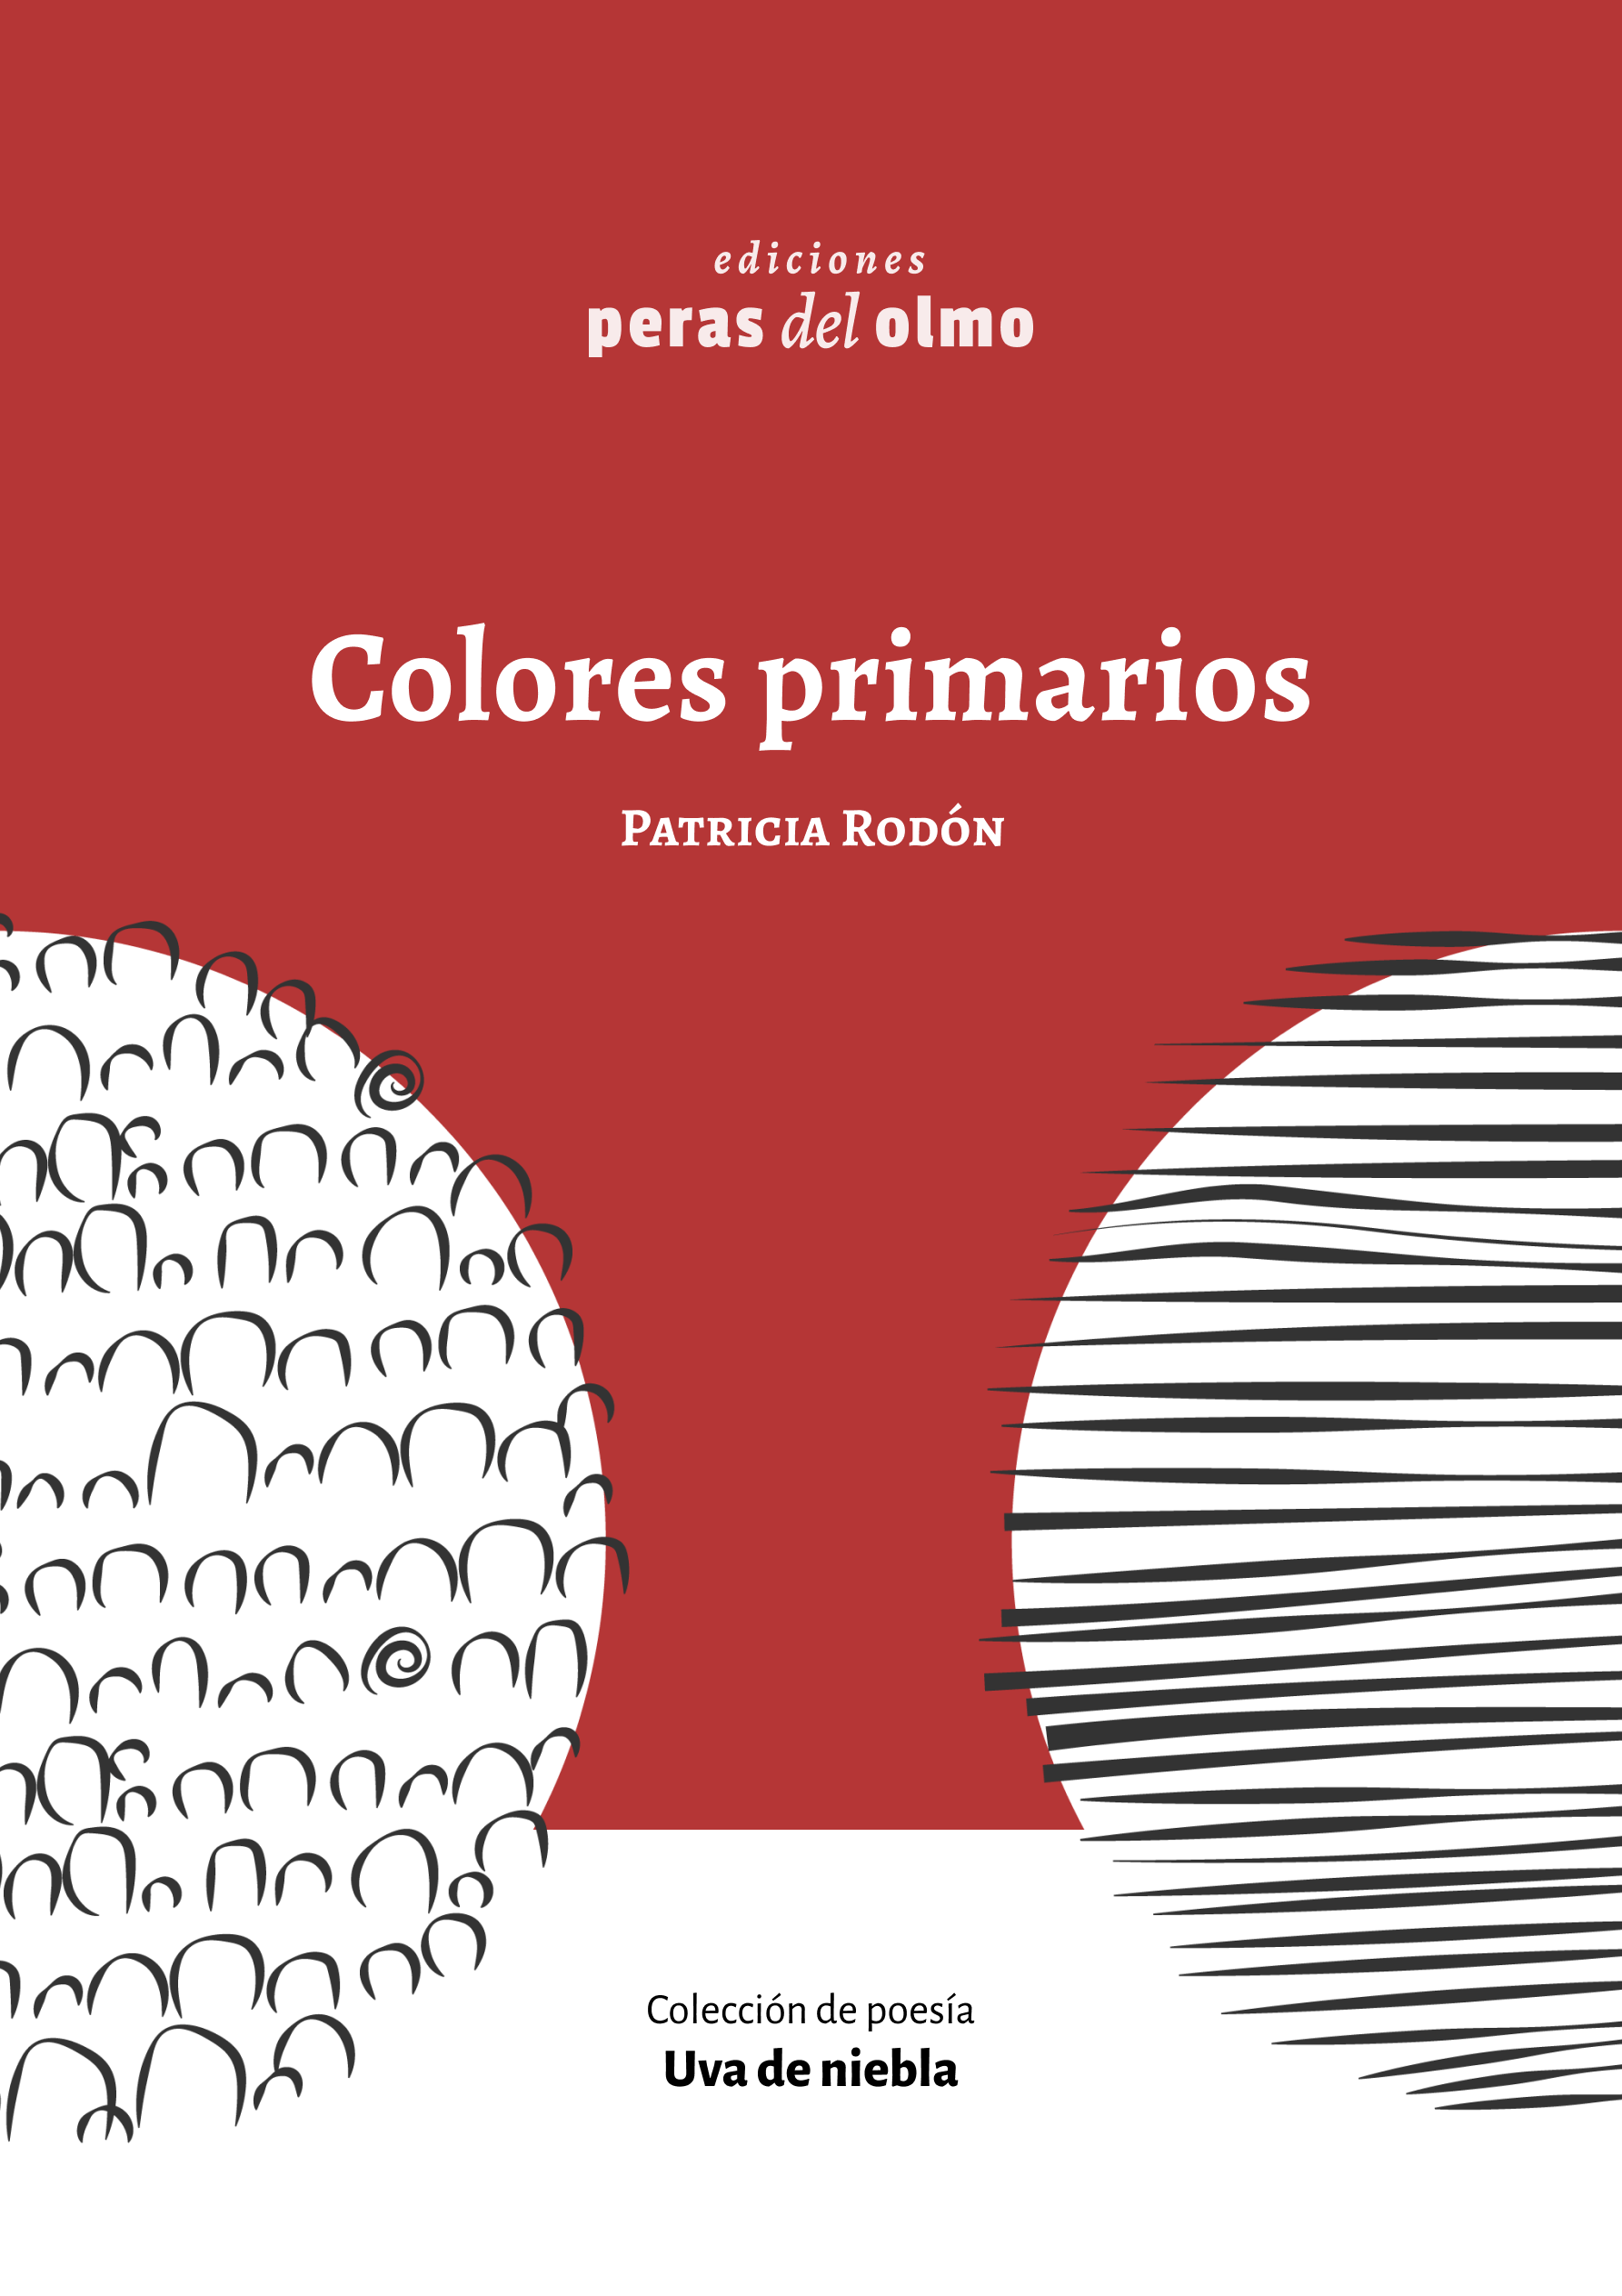 ediciones
peras del olmo
Colores primarios
Patricia Rodón
Colección de poesía
Uva de niebla